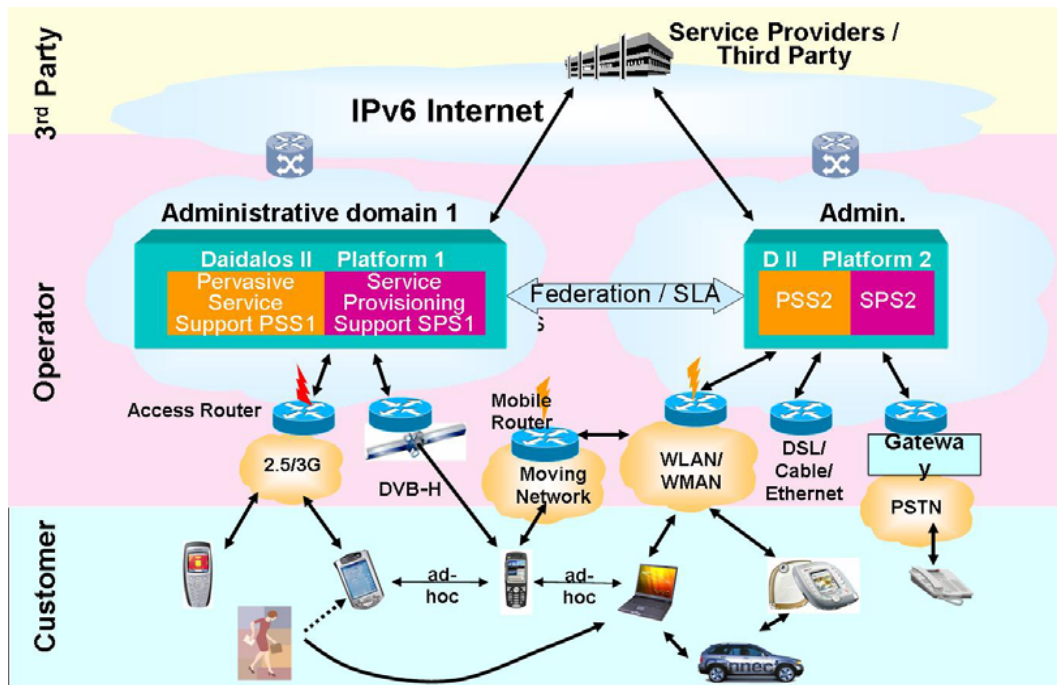 3rd Party
Service Providers /
Third Party
IPv6 Internet
Operator
Administrative domain 1
Daidalos II Platform 1
Pervasive
Service
Support PSS1
Service
Provisioning
Support SPS1
Federation / SLA
s
Admin.
D II Platform 2
PSS2
SPS2
Access Router
2.5/3G
DVB-H
Mobile
Router
Moving
Network
WLAN/
WMAN
DSL/
Cable/
Ethernet
Gatewa
y
PSTN
Customer
ad-
hoc
ad-
hoc
connect